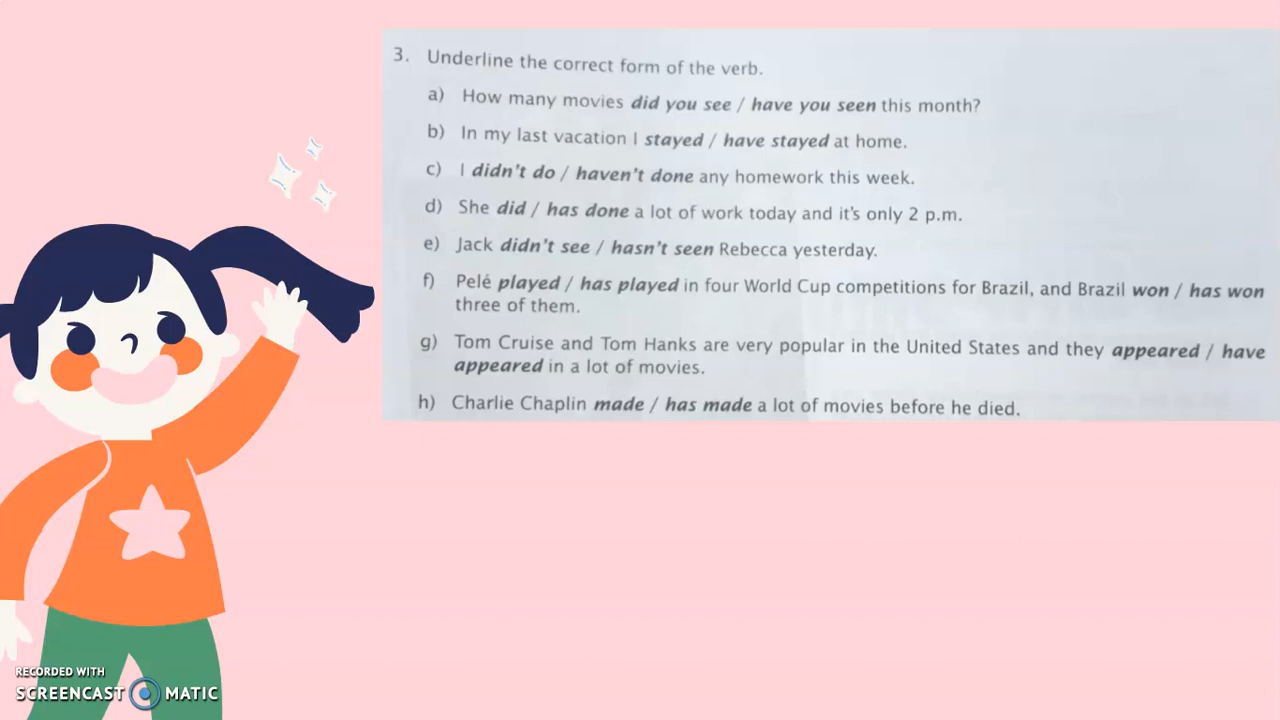 3. Underline the correct form of the verb.
a) How many movies did you see / have you seen this month?
b) In my last vacation I stayed / have stayed at home.
c) I didn't do / haven't done any homework this week.
d) She did / has done a lot of work today and it's only 2 p.m.
e) Jack didn't see / hasn't seen Rebecca yesterday.
f) Pelé played / has played in four World Cup competitions for Brazil, and Brazil won / has won
three of them.
g) Tom Cruise and Tom Hanks are very popular in the United States and they appeared / have
appeared in a lot of movies.
h) Charlie Chaplin made / has made a lot of movies before he died.
RECORDED WITH
SCREENCAST MATIC